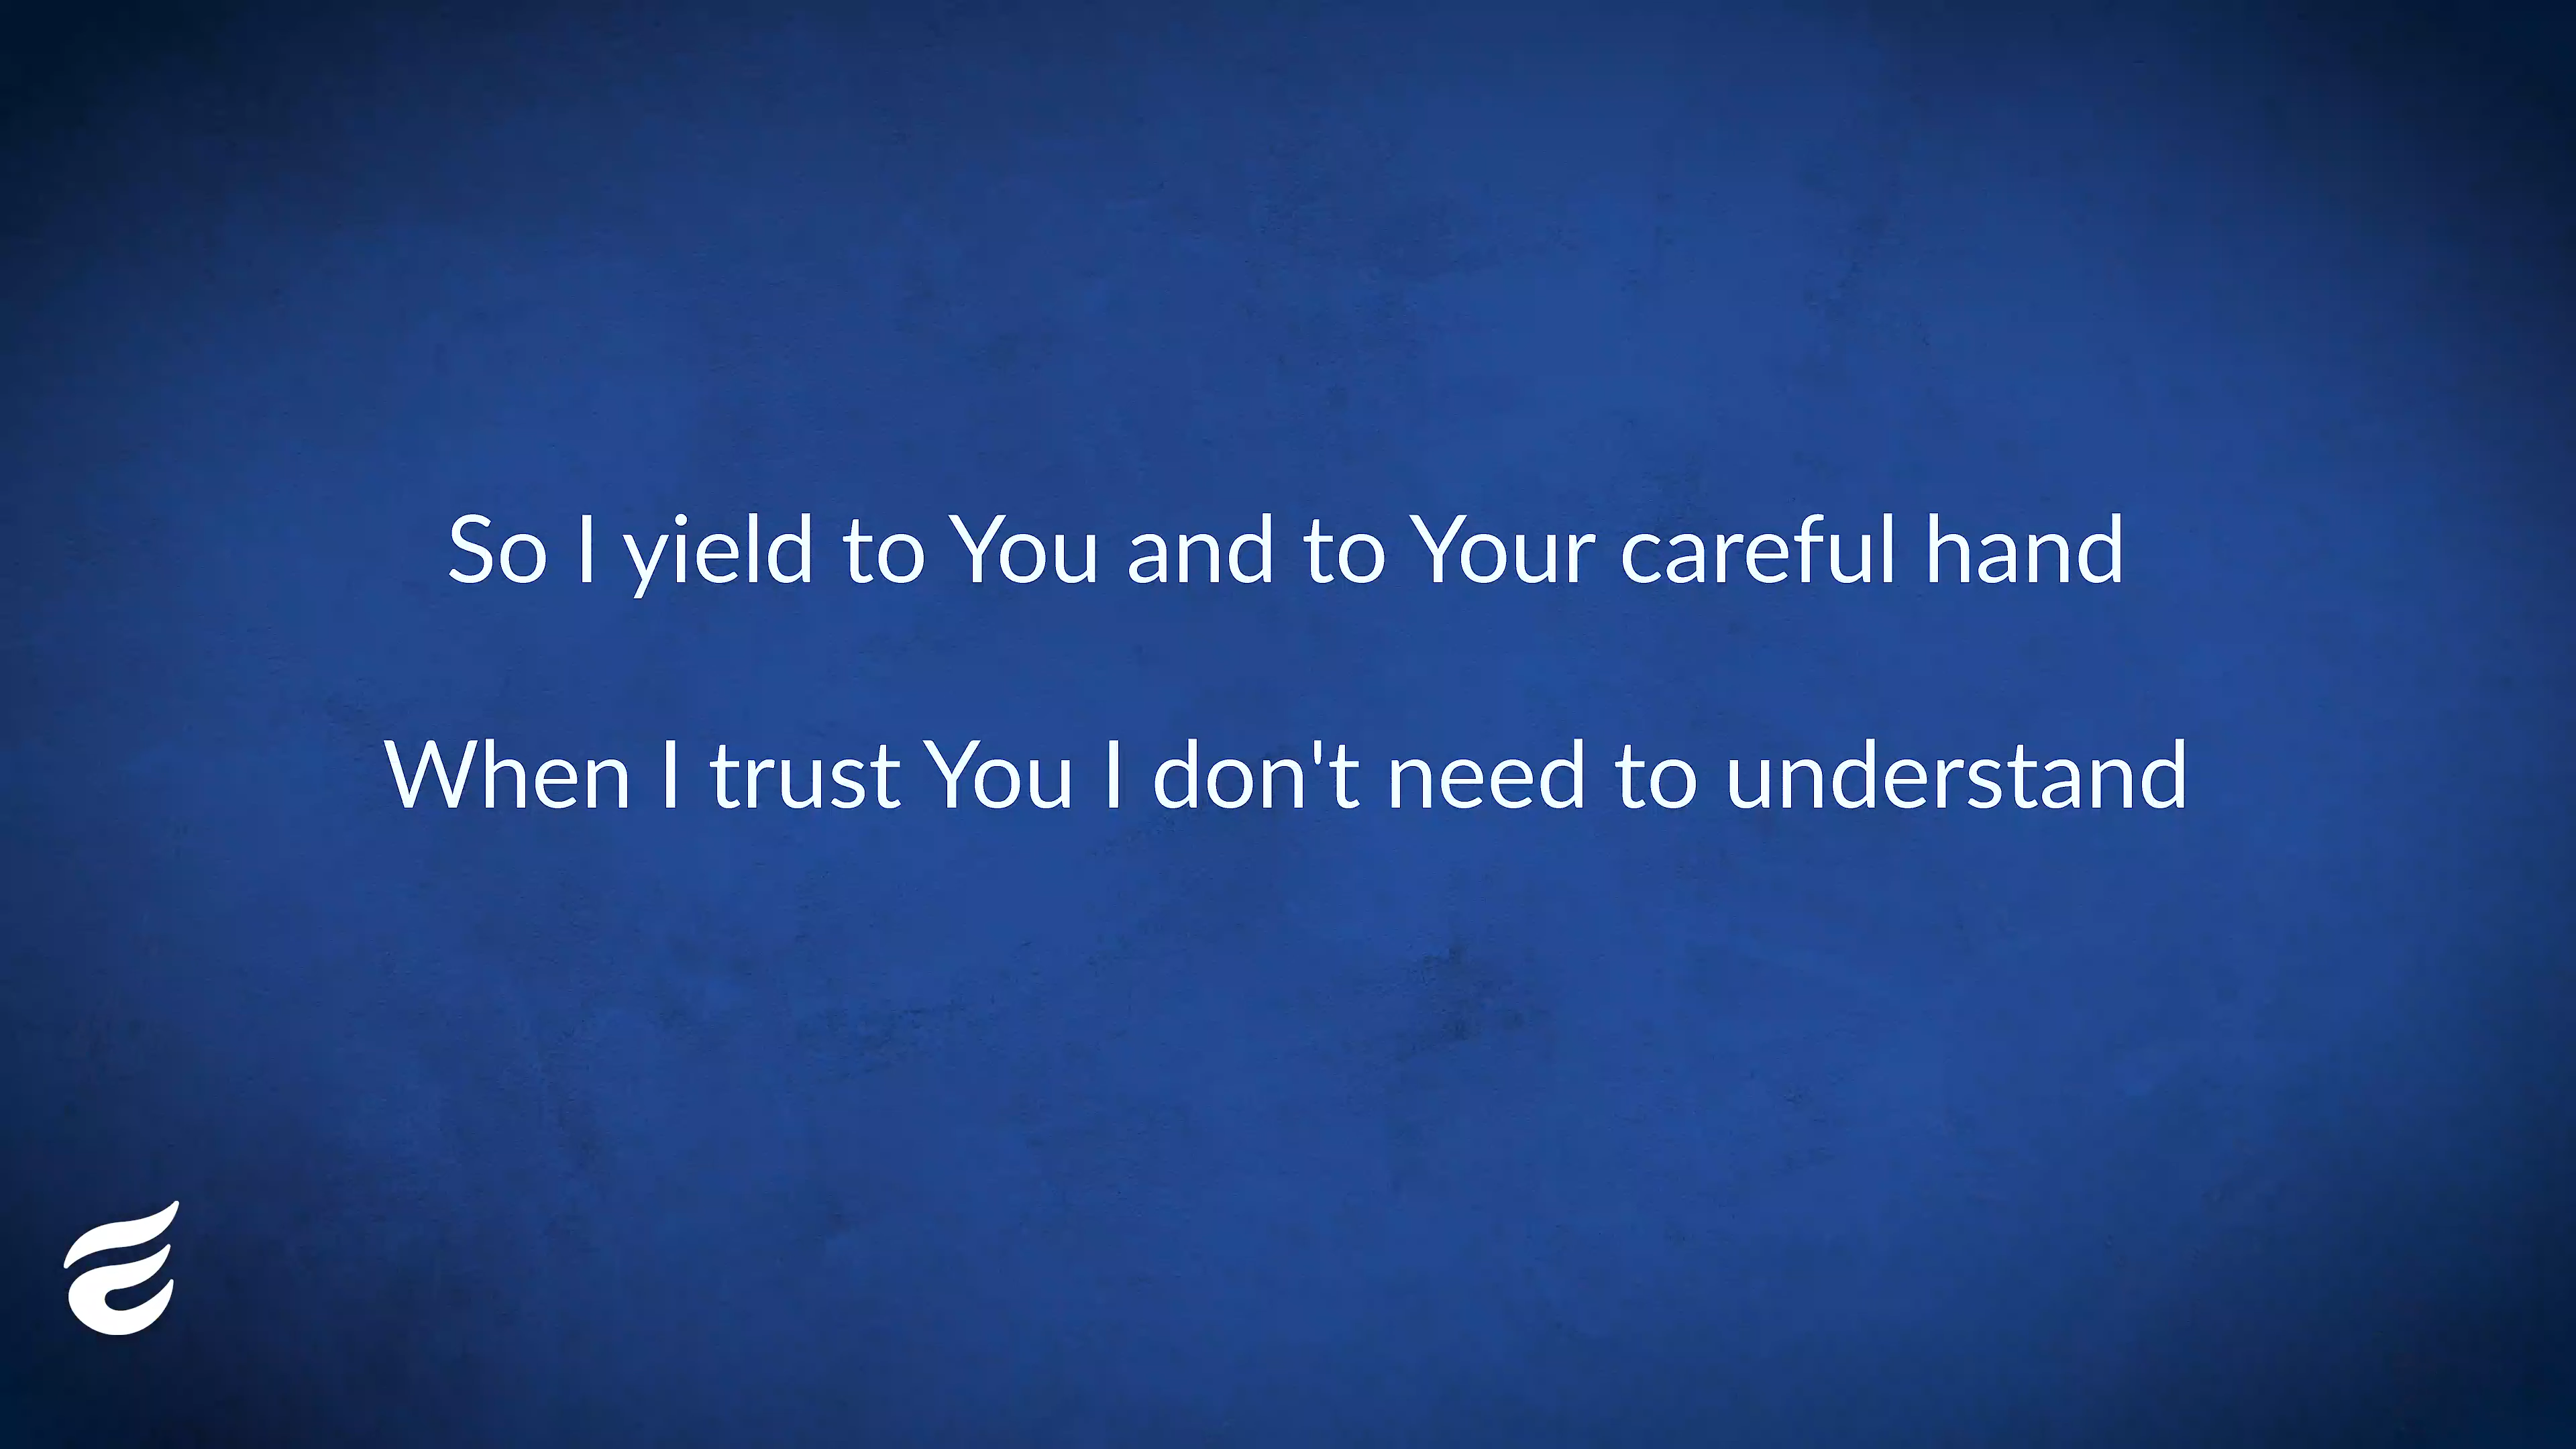 So I yield to You and to Your careful hand
When I trust You I don't need to understand